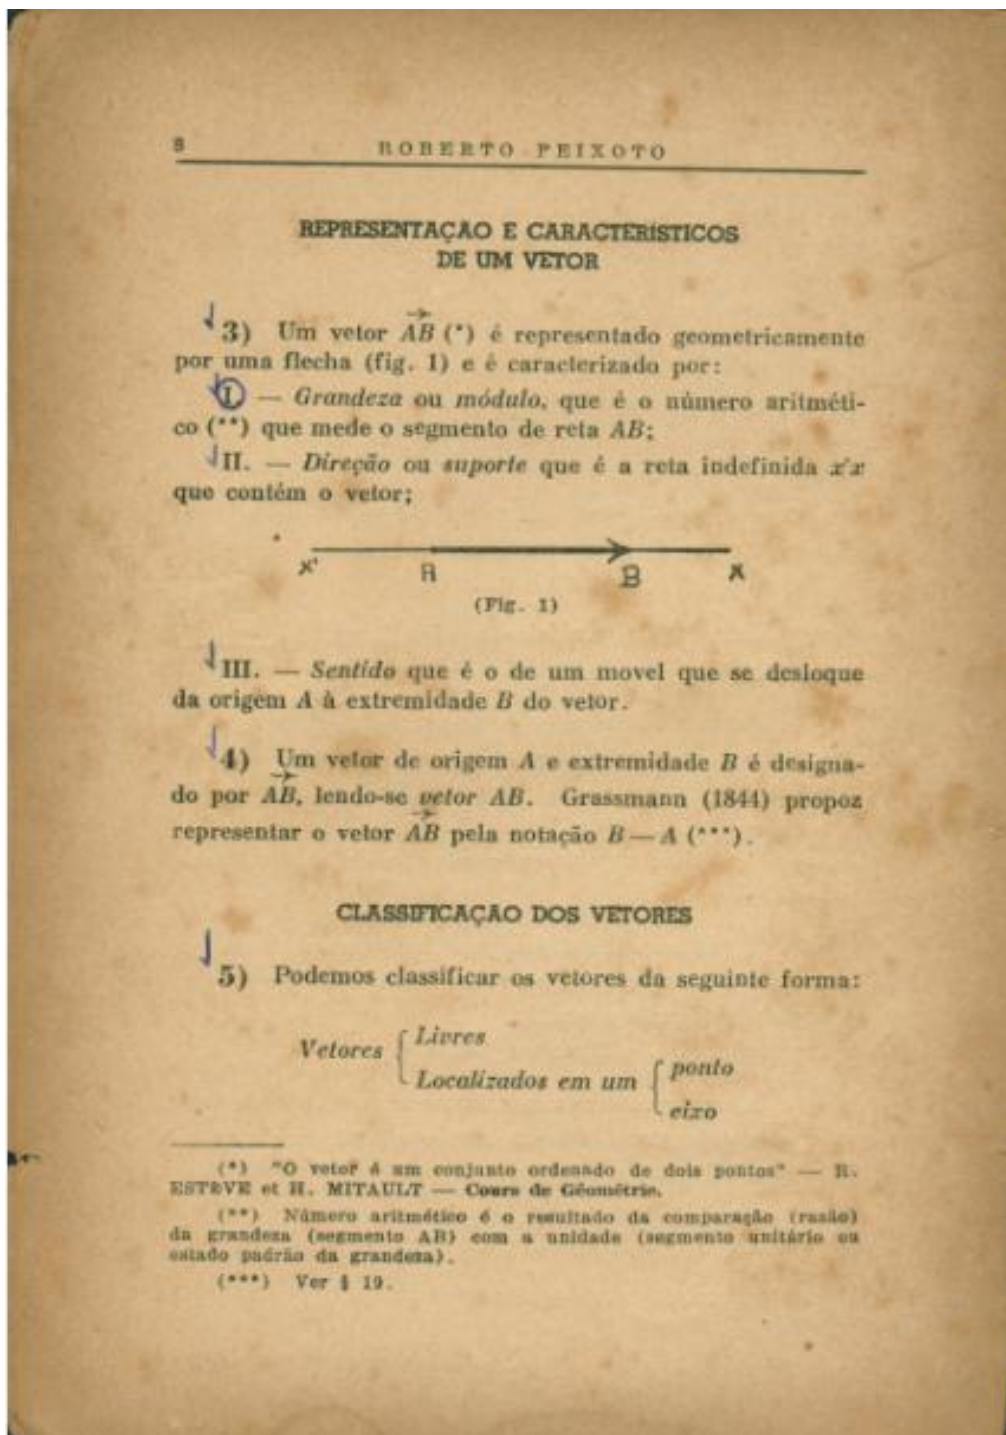 8 ROBERTO PEIXOTO
REPRESENTAÇÃO E CARACTERÍSTICOS
DE UM VETOR
3) Um vetor AB (*) é representado geometricamente
por uma flecha (fig. 1) e é caracterizado por:
I — Grandeza ou módulo, que é o número aritméti-
co (**) que mede o segmento de reta AB;
II. — Direção ou suporte que é a reta indefinida x'x
que contém o vetor;
x' A B x
(Fig. 1)
III. — Sentido que é o de um movel que se desloque
da origem A à extremidade B do vetor.
4) Um vetor de origem A e extremidade B é designa-
do por AB, lendo-se vetor AB. Grassmann (1844) propoz
representar o vetor AB pela notação B — A (***).
CLASSIFICAÇÃO DOS VETORES
5) Podemos classificar os vetores da seguinte forma:
Vetores { Livres
Localizados em um { ponto
eixo
(*) "O vetor é um conjunto ordenado de dois pontos" — R.
ESTÈVE et H. MITAULT — Cours de Géométrie.
(**) Número aritmético é o resultado da comparação (razão)
da grandeza (segmento AB) com a unidade (segmento unitário ou
estado padrão da grandeza).
(***) Ver § 19.